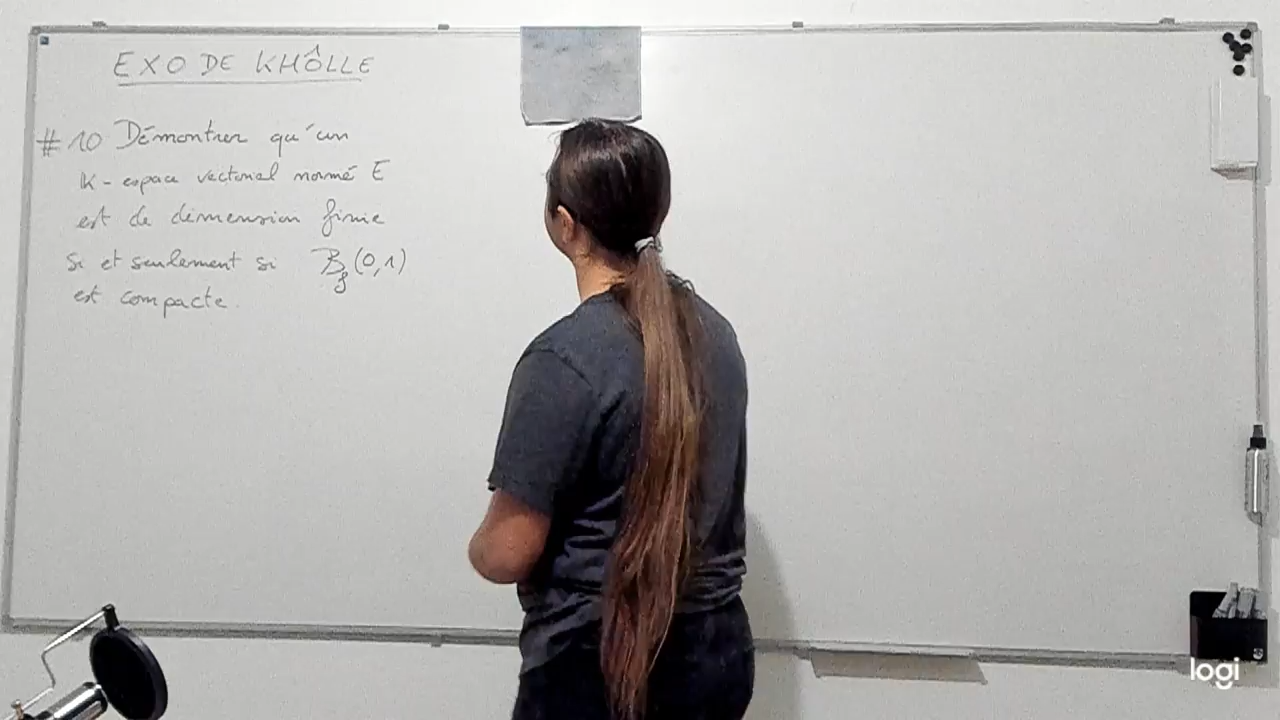 EXO DE KHÔLLE
#10 Démontrer qu'un
K-espace vectoriel normé E
est de dimension finie
si et seulement si B_f(0,1)
est compacte.
logi